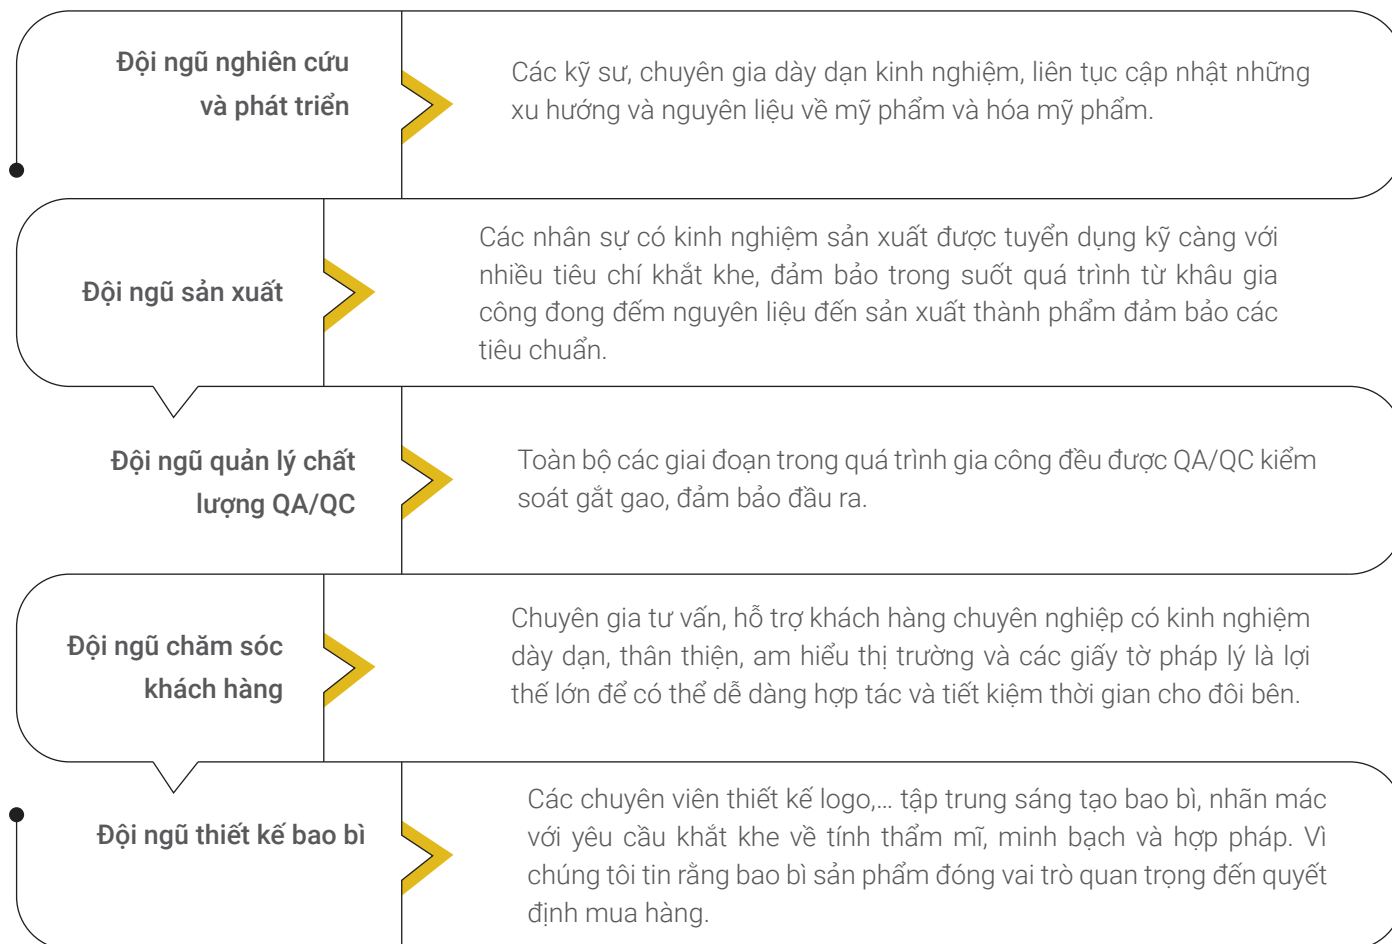 Đội ngũ nghiên cứu
và phát triển
Các kỹ sư, chuyên gia dày dạn kinh nghiệm, liên tục cập nhật những
xu hướng và nguyên liệu về mỹ phẩm và hóa mỹ phẩm.
Đội ngũ sản xuất
Các nhân sự có kinh nghiệm sản xuất được tuyển dụng kỹ càng với
nhiều tiêu chí khắt khe, đảm bảo trong suốt quá trình từ khâu gia
công đong đếm nguyên liệu đến sản xuất thành phẩm đảm bảo các
tiêu chuẩn.
Đội ngũ quản lý chất
lượng QA/QC
Toàn bộ các giai đoạn trong quá trình gia công đều được QA/QC kiểm
soát gắt gao, đảm bảo đầu ra.
Đội ngũ chăm sóc
khách hàng
Chuyên gia tư vấn, hỗ trợ khách hàng chuyên nghiệp có kinh nghiệm
dày dạn, thân thiện, am hiểu thị trường và các giấy tờ pháp lý là lợi
thế lớn để có thể dễ dàng hợp tác và tiết kiệm thời gian cho đôi bên.
Đội ngũ thiết kế bao bì
Các chuyên viên thiết kế logo,... tập trung sáng tạo bao bì, nhãn mác
với yêu cầu khắt khe về tính thẩm mĩ, minh bạch và hợp pháp. Vì
chúng tôi tin rằng bao bì sản phẩm đóng vai trò quan trọng đến quyết
định mua hàng.